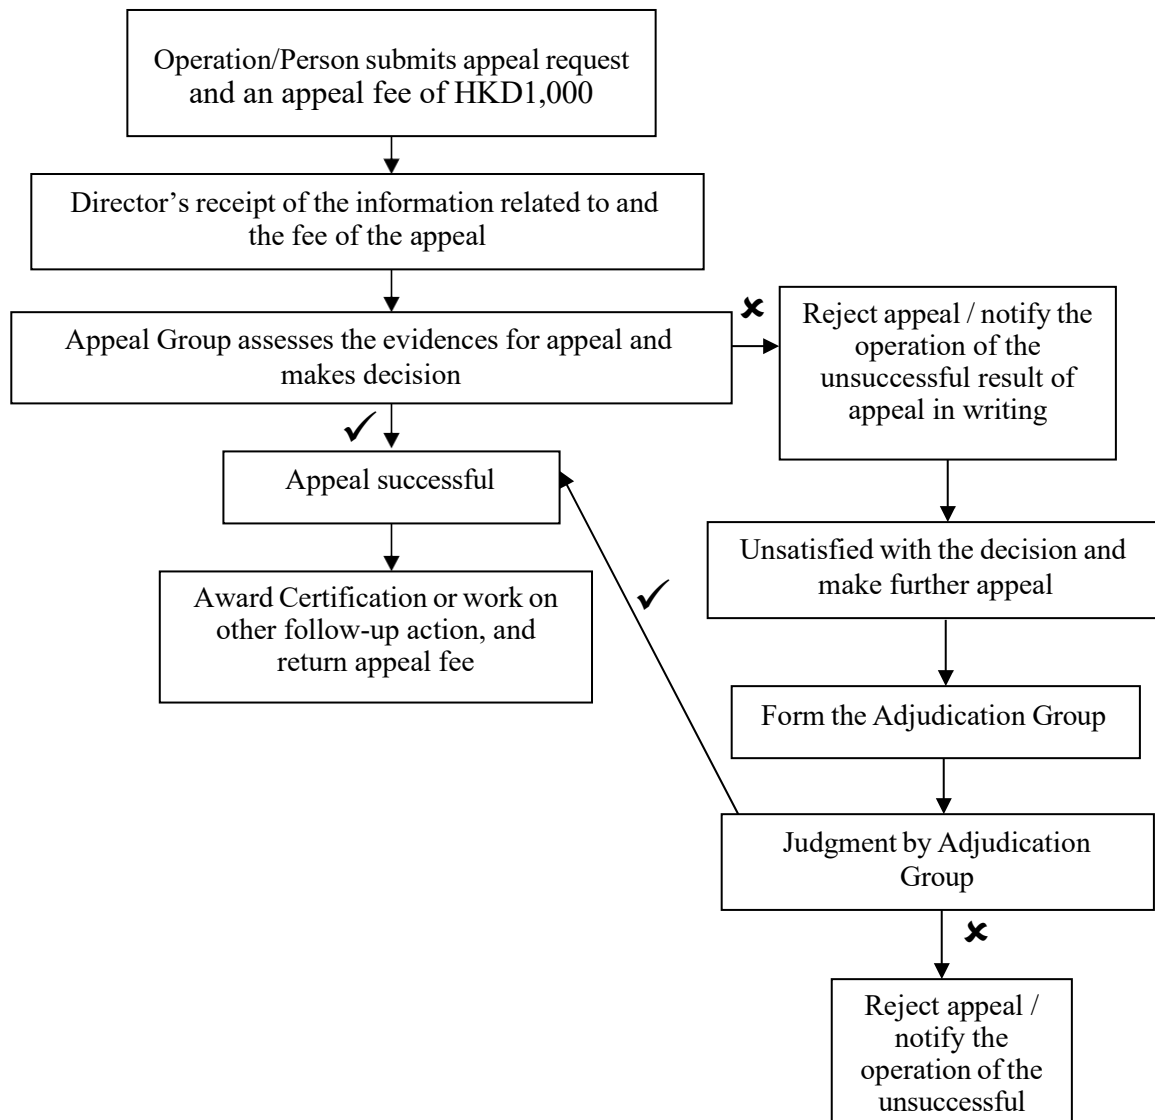 Operation/Person submits appeal request
and an appeal fee of HKD1,000
Director’s receipt of the information related to and
the fee of the appeal
Appeal Group assesses the evidences for appeal and
makes decision
✘
Reject appeal / notify the
operation of the
unsuccessful result of
appeal in writing
✓
Appeal successful
Unsatisfied with the decision and
make further appeal
Award Certification or work on
other follow-up action, and
return appeal fee
✓
Form the Adjudication Group
Judgment by Adjudication
Group
✘
Reject appeal /
notify the
operation of the
unsuccessful